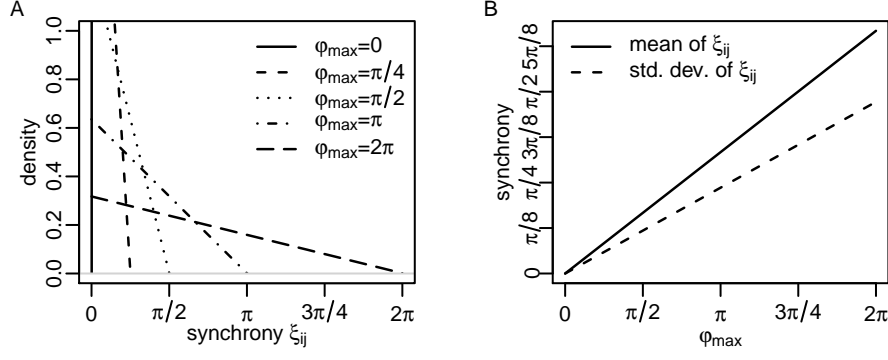 A
density
0.0
0.2
0.4
0.6
0.8
1.0
φmax=0
φmax=π/4
φmax=π/2
φmax=π
φmax=2π
0
π/2
π
3π/4
2π
synchrony ξij
B
synchrony
0
π/8
π/4
3π/8
π/2
5π/8
mean of ξij
std. dev. of ξij
0
π/2
π
3π/4
2π
φmax